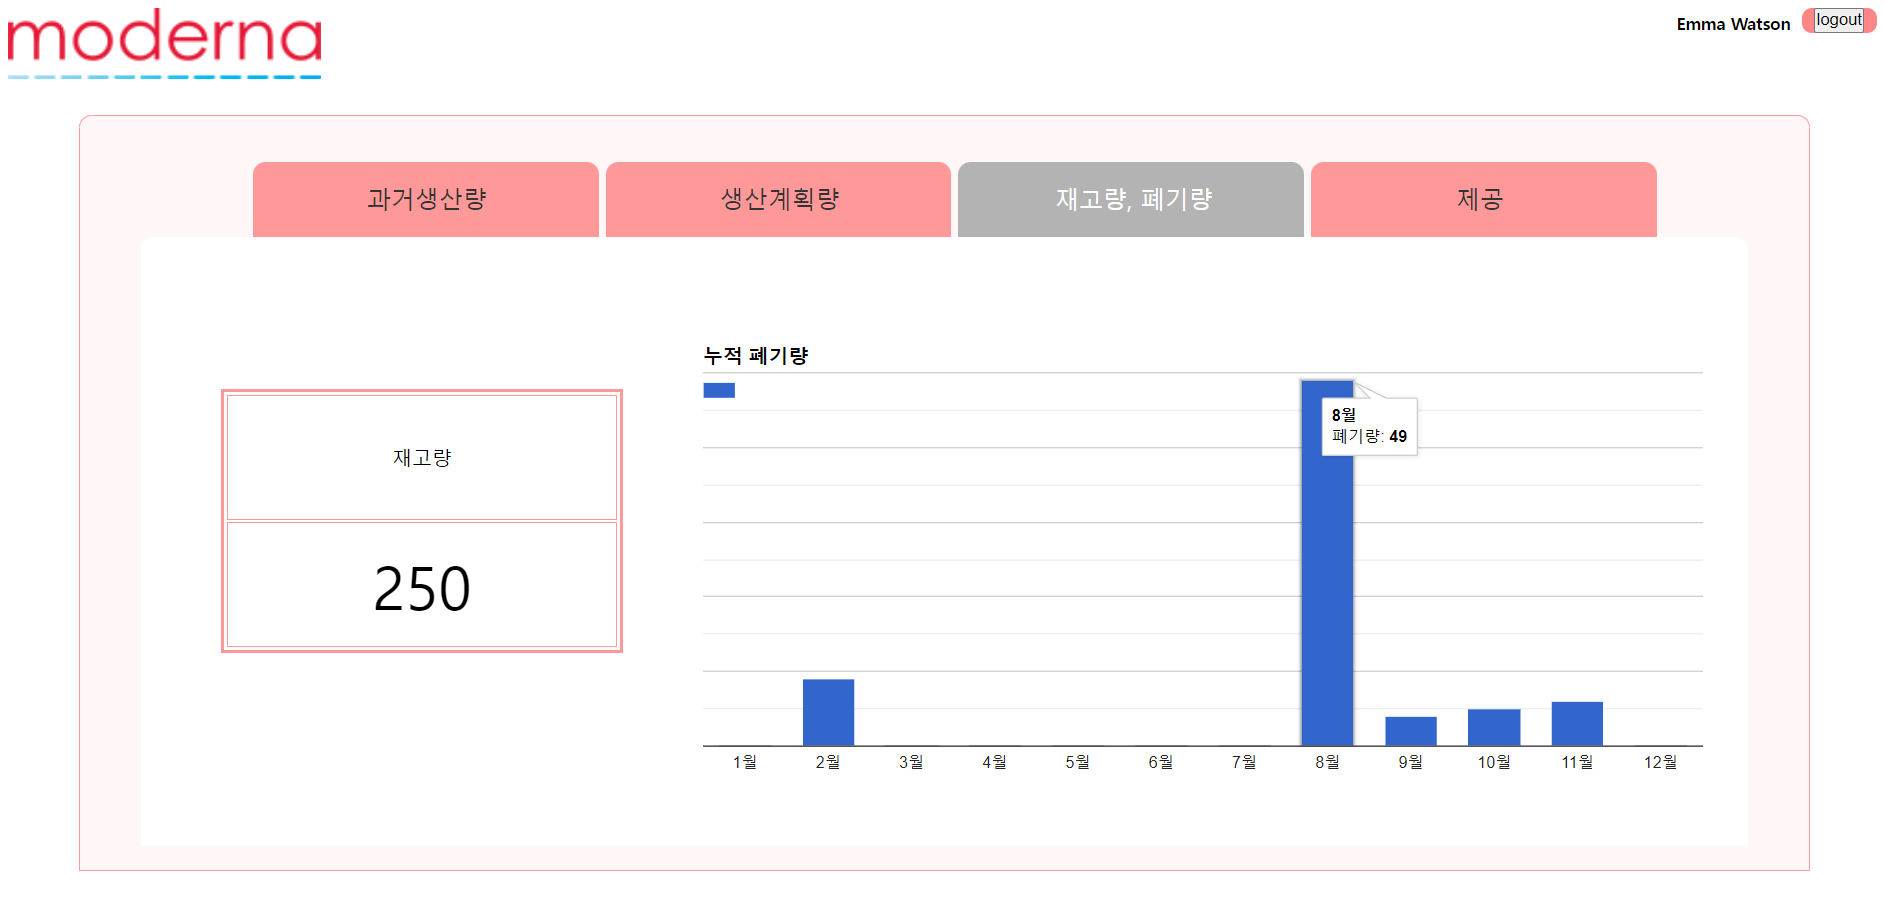 moderna
Emma Watson logout
과거생산량 생산계획량 재고량, 폐기량 제공
누적 폐기량
8월
폐기량: 49
재고량
250
1월 2월 3월 4월 5월 6월 7월 8월 9월 10월 11월 12월